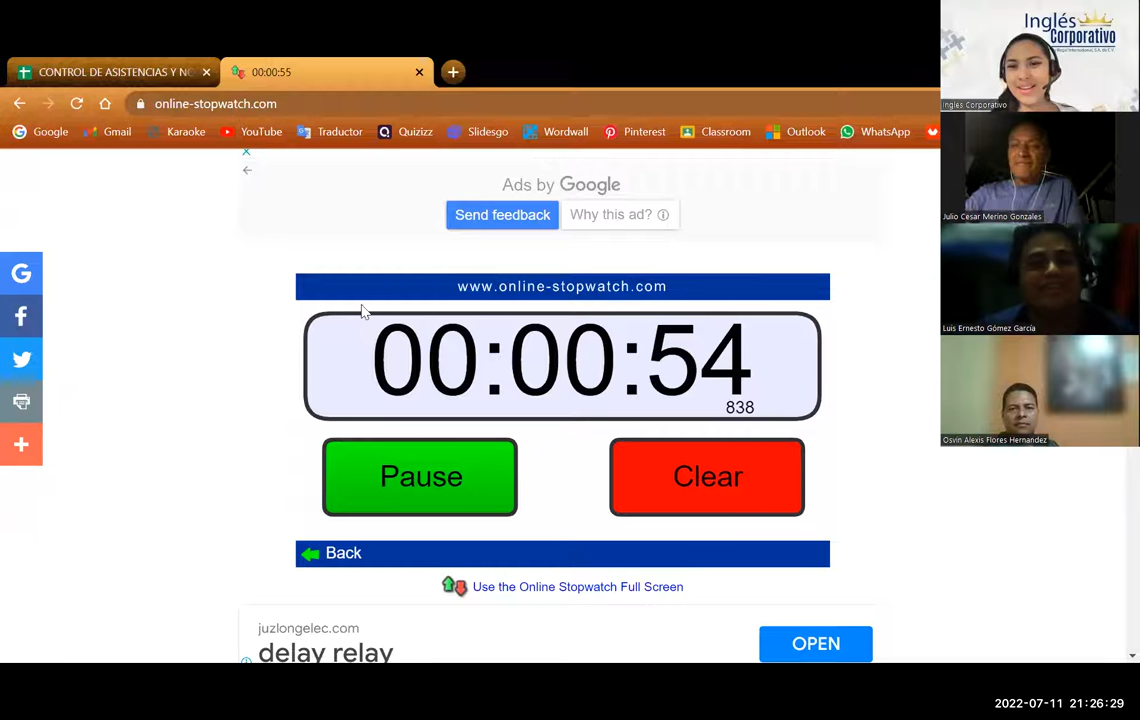 CONTROL DE ASISTENCIAS Y NO
00:00:55
online-stopwatch.com
Google
Gmail
Karaoke
YouTube
Traductor
Quizizz
Slidesgo
Wordwall
Pinterest
Classroom
Outlook
WhatsApp
Ads by Google
Send feedback
Why this ad?
www.online-stopwatch.com
00:00:54
838
Pause
Clear
Back
Use the Online Stopwatch Full Screen
juzlongelec.com
delay relay
OPEN
Inglés
Corporativo
Inglés Corporativo
Julio Cesar Merino Gonzales
Luis Ernesto Gómez García
Osvin Alexis Flores Hernandez
2022-07-11 21:26:29